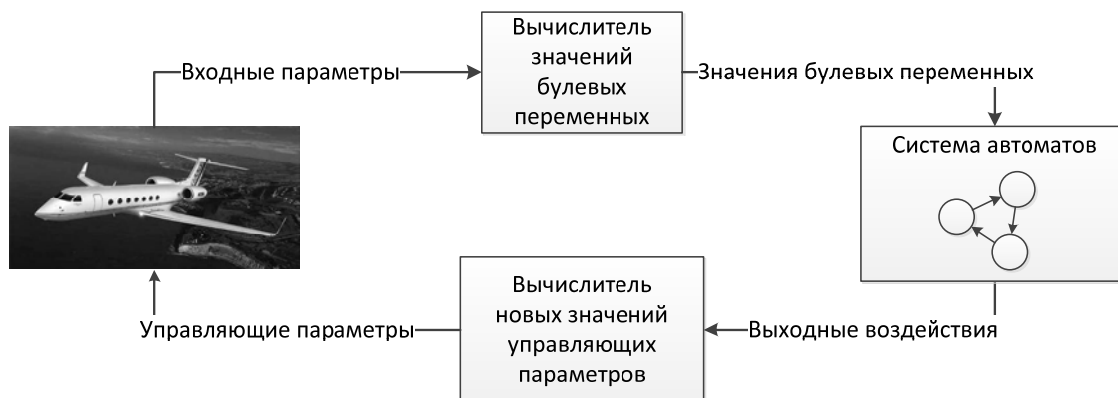 Входные параметры
Вычислитель
значений
булевых
переменных
Значения булевых переменных
Система автоматов
Выходные воздействия
Вычислитель
новых значений
управляющих
параметров
Управляющие параметры